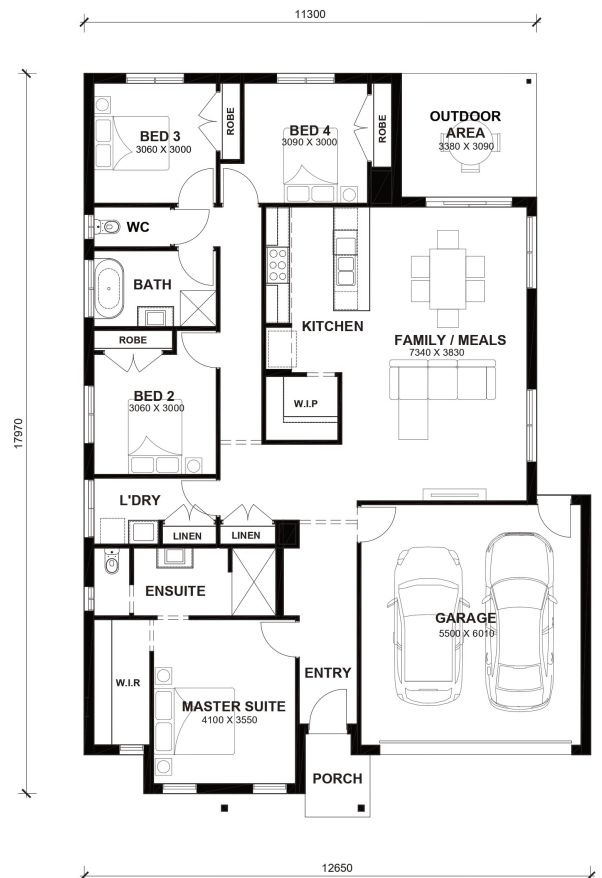 11300
BED 3
3060 X 3000
ROBE
BED 4
3090 X 3000
ROBE
OUTDOOR
AREA
3380 X 3090
WC
BATH
KITCHEN
FAMILY / MEALS
7340 X 3830
ROBE
BED 2
3060 X 3000
W.I.P
17970
L'DRY
LINEN
LINEN
ENSUITE
GARAGE
5500 X 6010
W.I.R
ENTRY
MASTER SUITE
4100 X 3550
PORCH
12650